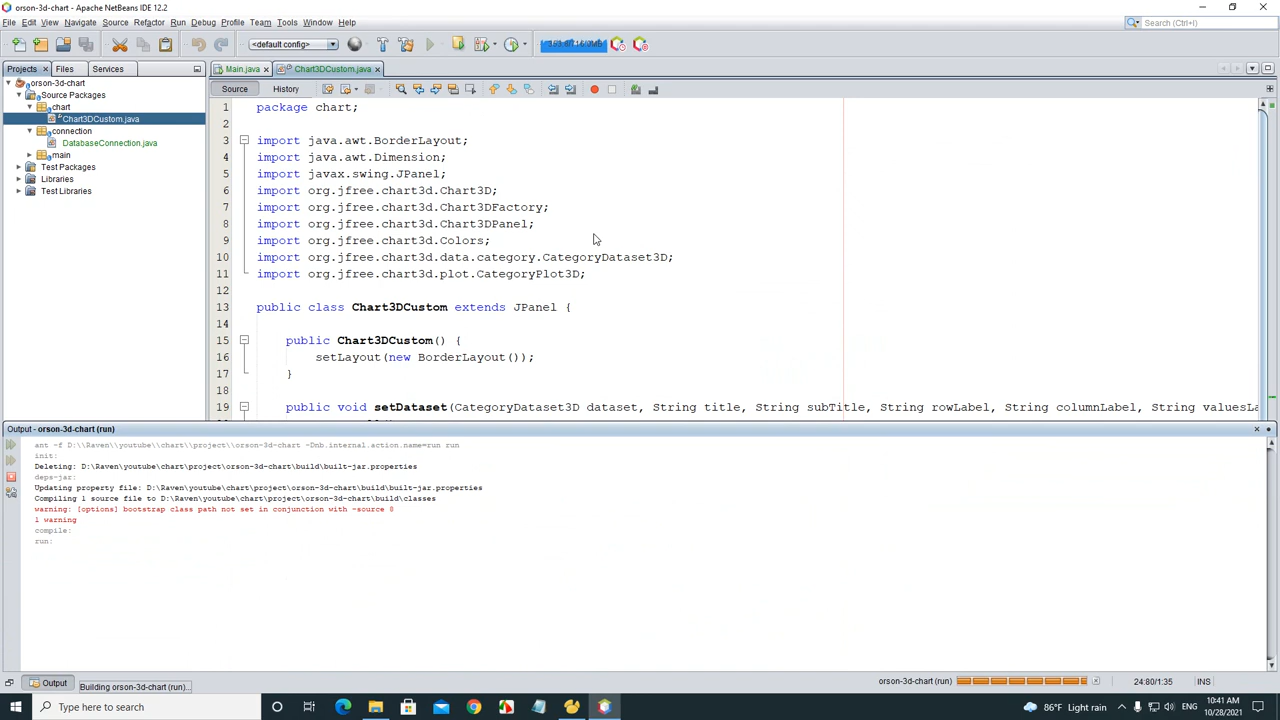 orson-3d-chart - Apache NetBeans IDE 12.2
File Edit View Navigate Source Refactor Run Debug Profile Team Tools Window Help
Search (Ctrl+I)
<default config>
Projects Files Services
Main.java Chart3DCustom.java
Source History
orson-3d-chart
Source Packages
chart
Chart3DCustom.java
connection
DatabaseConnection.java
main
Test Packages
Libraries
Test Libraries
1 package chart;
2
3 import java.awt.BorderLayout;
4 import java.awt.Dimension;
5 import javax.swing.JPanel;
6 import org.jfree.chart3d.Chart3D;
7 import org.jfree.chart3d.Chart3DFactory;
8 import org.jfree.chart3d.Chart3DPanel;
9 import org.jfree.chart3d.Colors;
10 import org.jfree.chart3d.data.category.CategoryDataset3D;
11 import org.jfree.chart3d.plot.CategoryPlot3D;
12
13 public class Chart3DCustom extends JPanel {
14
15 public Chart3DCustom() {
16 setLayout(new BorderLayout());
17 }
18
19 public void setDataset(CategoryDataset3D dataset, String title, String subTitle, String rowLabel, String columnLabel, String valuesLa
Output - orson-3d-chart (run)
ant -f D:\\Raven\\youtube\\chart\\project\\orson-3d-chart -Dnb.internal.action.name=run run
init:
Deleting: D:\Raven\youtube\chart\project\orson-3d-chart\build\built-jar.properties
deps-jar:
Updating property file: D:\Raven\youtube\chart\project\orson-3d-chart\build\built-jar.properties
Compiling 1 source file to D:\Raven\youtube\chart\project\orson-3d-chart\build\classes
warning: [options] bootstrap class path not set in conjunction with -source 8
1 warning
compile:
run:
Output
Building orson-3d-chart (run)...
orson-3d-chart (run)
24:80/1:35
INS
Type here to search
86°F Light rain
ENG
10:41 AM
10/28/2021